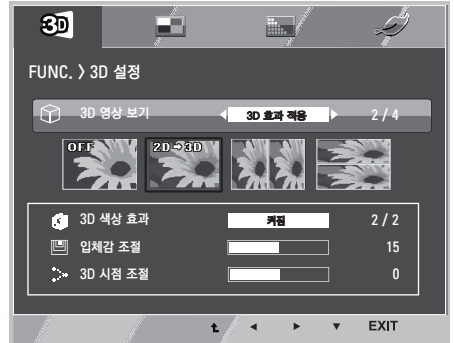 3D
FUNC. > 3D 설정
3D 영상 보기 3D 효과 적용 2 / 4
OFF 2D→3D
3D 색상 효과 켜짐 2 / 2
입체감 조절 15
3D 시점 조절 0
EXIT